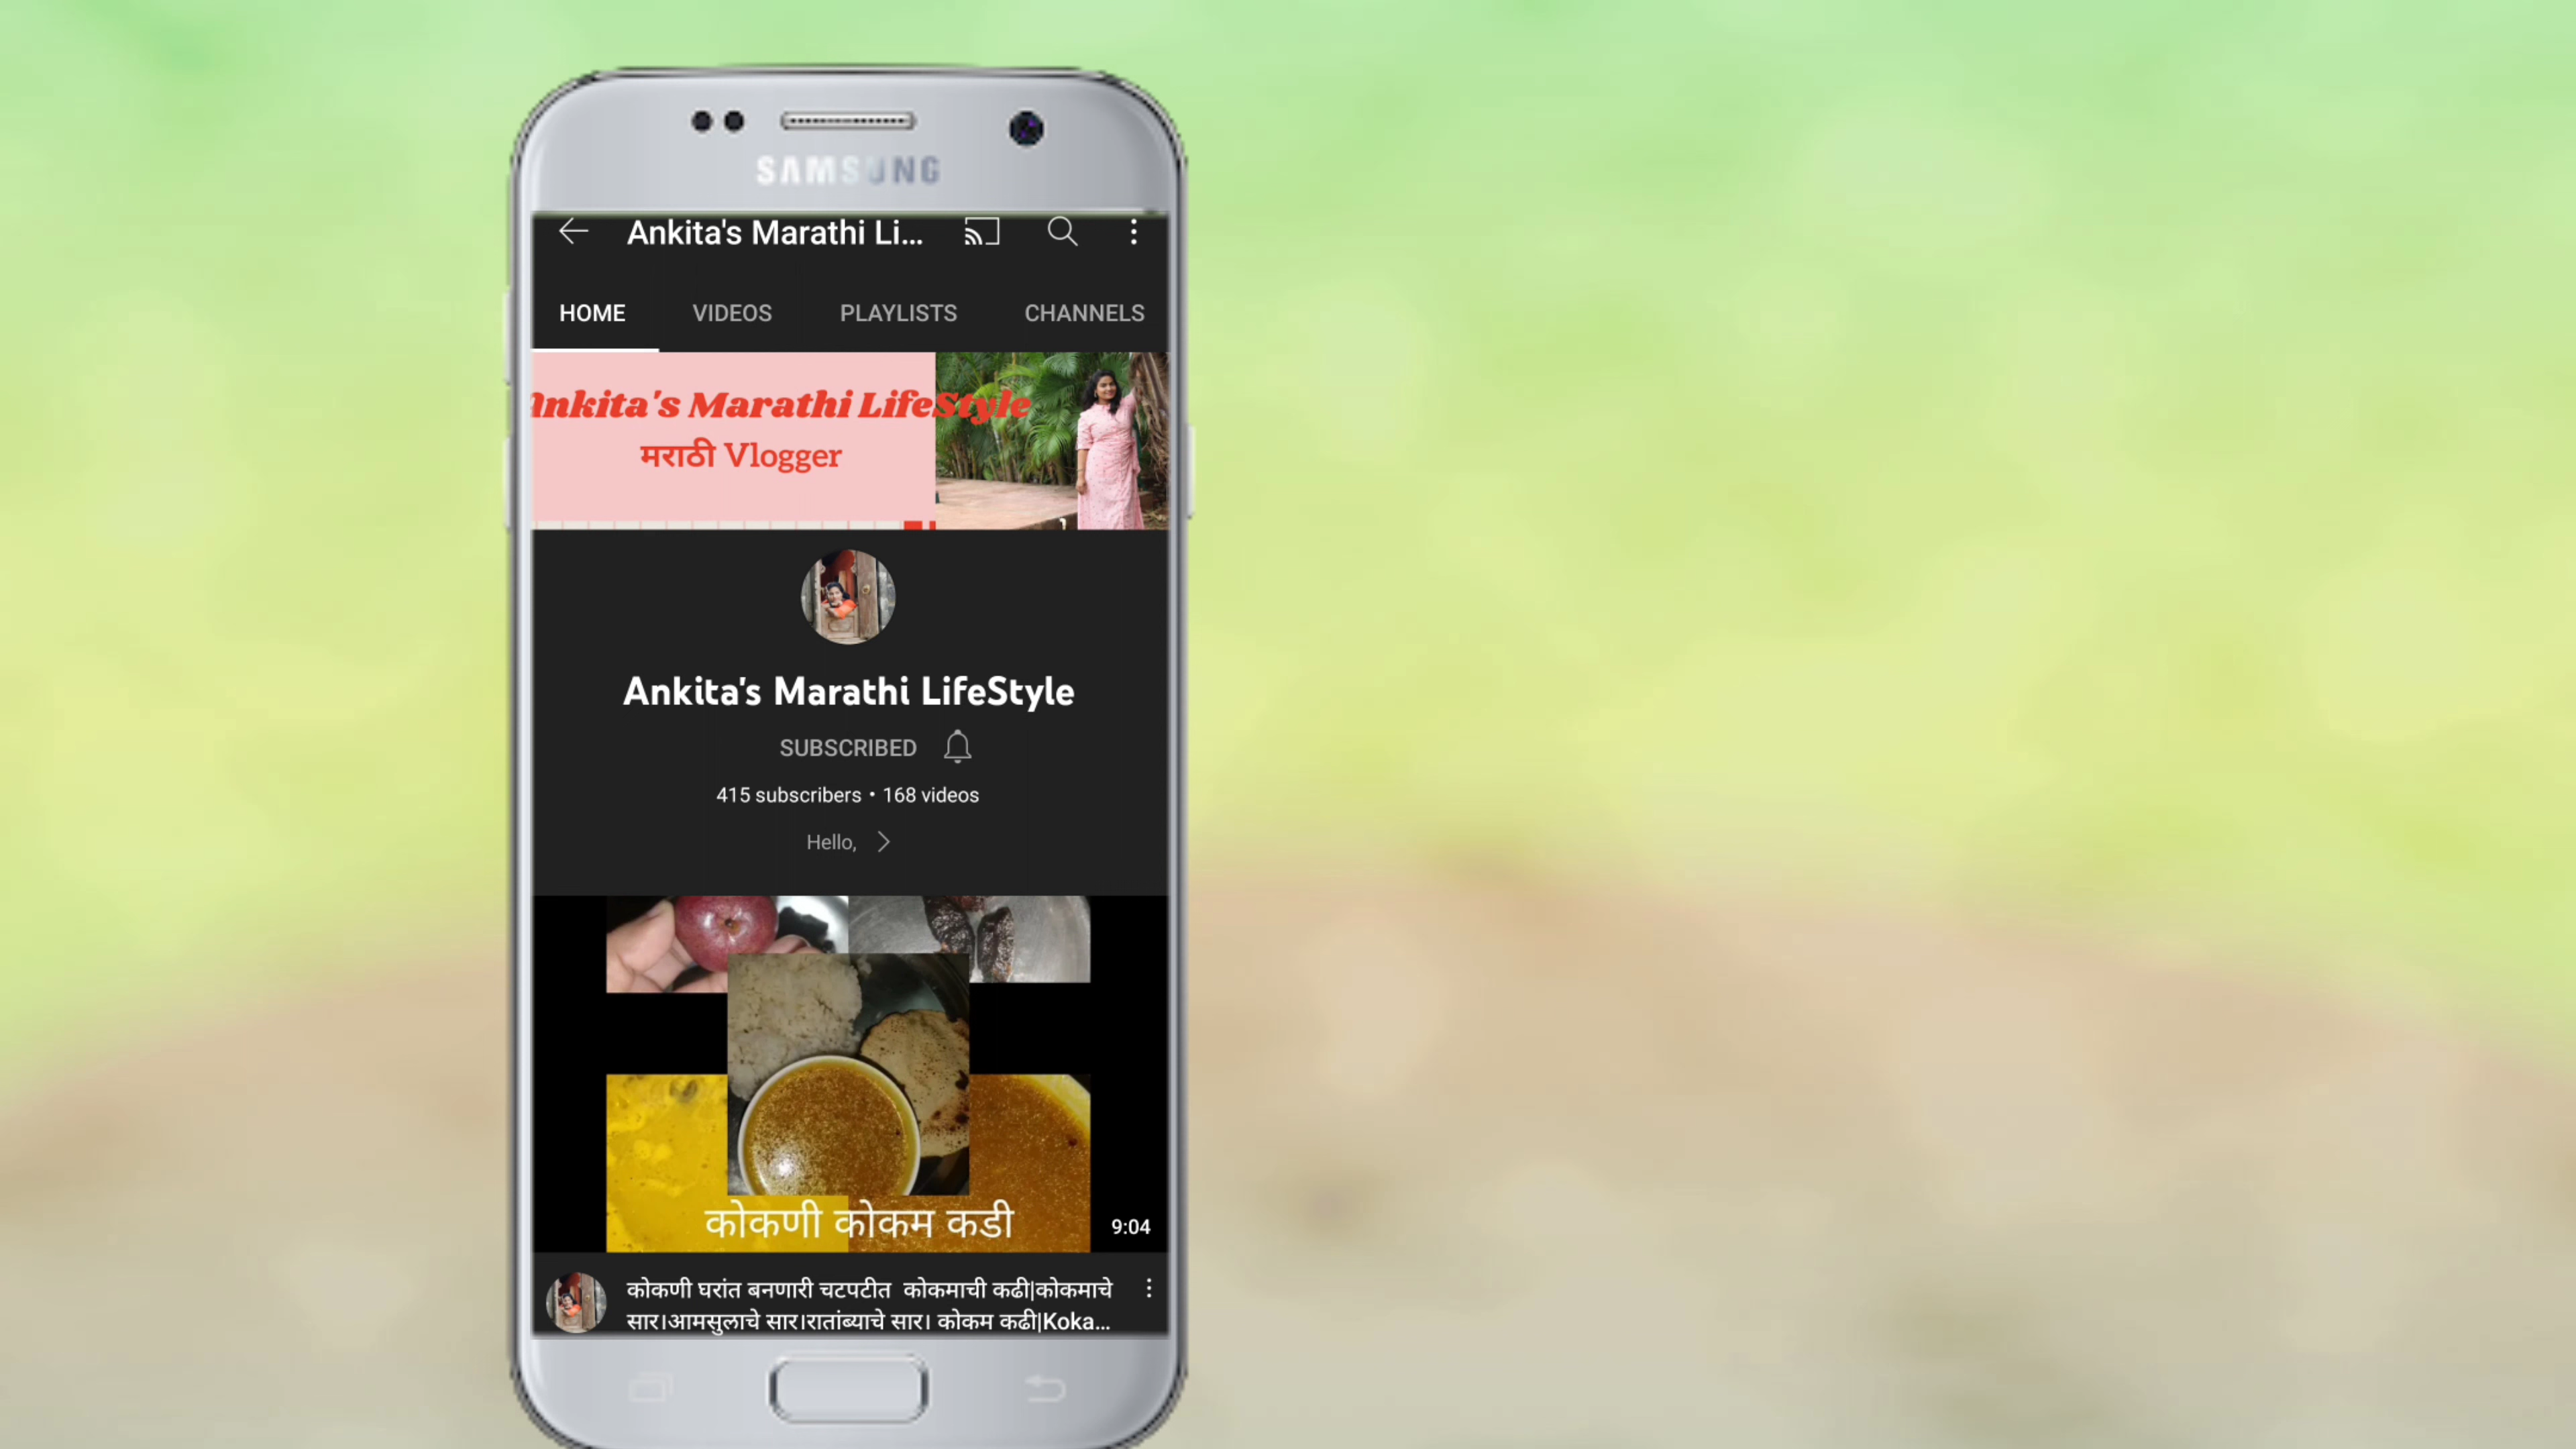 SAMSUNG
Ankita's Marathi Li...
HOME VIDEOS PLAYLISTS CHANNELS
Ankita's Marathi LifeStyle
मराठी Vlogger
Ankita's Marathi LifeStyle
SUBSCRIBED
415 subscribers • 168 videos
Hello,
कोकणी कोकम कडी
9:04
कोकणी घरांत बनणारी चटपटीत कोकमाची कढी|कोकमाचे
सार।आमसुलाचे सार।रातांब्याचे सार। कोकम कढी|Koka...